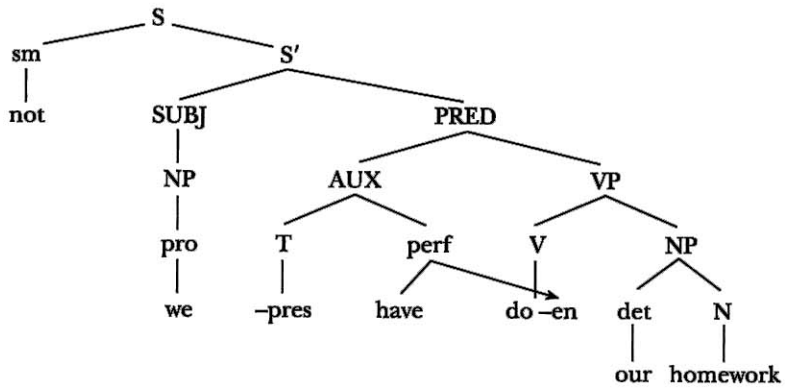 S
sm S′
not SUBJ PRED
NP AUX VP
pro T perf V NP
we –pres have do –en det N
our homework